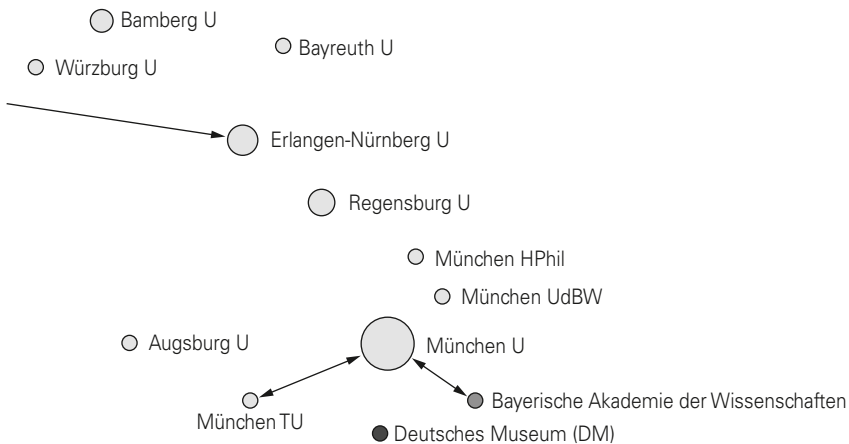 Bamberg U
Bayreuth U
Würzburg U
Erlangen-Nürnberg U
Regensburg U
München HPhil
München UdBW
Augsburg U
München U
Bayerische Akademie der Wissenschaften
München TU
Deutsches Museum (DM)